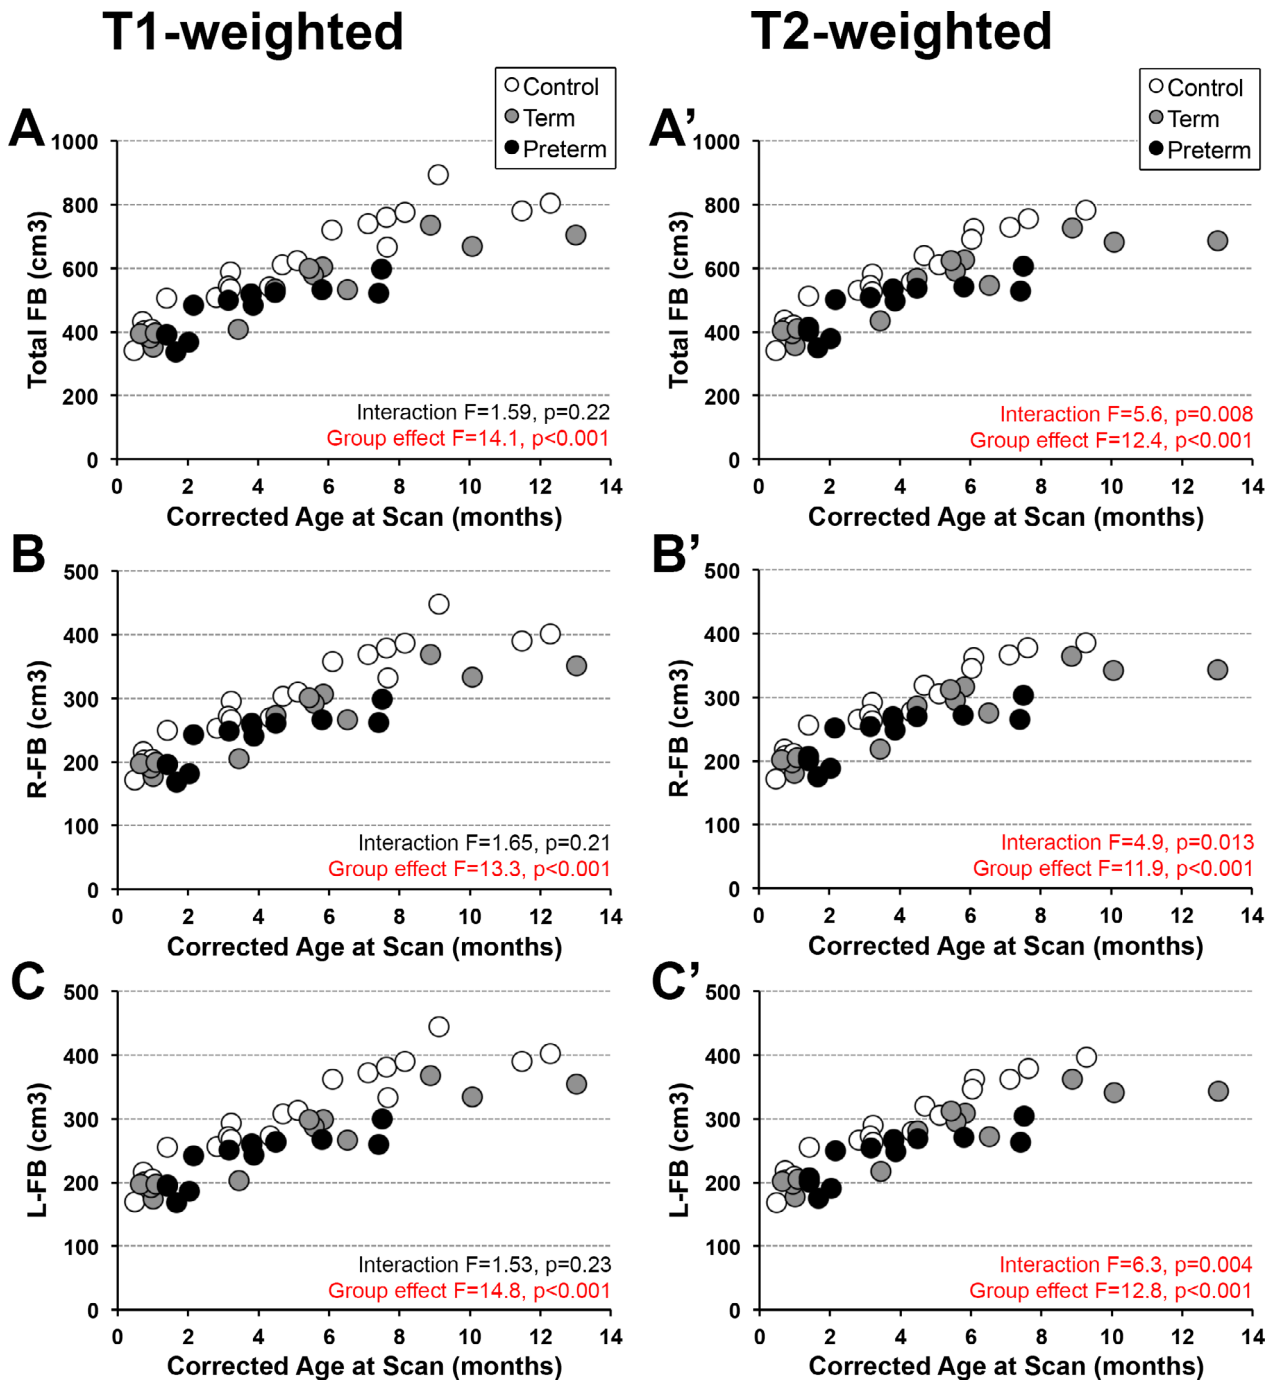 T1-weighted
T2-weighted
Control
Term
Preterm
Control
Term
Preterm
A
1000
800
600
400
200
0
Total FB (cm3)
Interaction F=1.59, p=0.22
Group effect F=14.1, p<0.001
0 2 4 6 8 10 12 14
Corrected Age at Scan (months)
A'
1000
800
600
400
200
0
Total FB (cm3)
Interaction F=5.6, p=0.008
Group effect F=12.4, p<0.001
0 2 4 6 8 10 12 14
Corrected Age at Scan (months)
B
500
400
300
200
100
0
R-FB (cm3)
Interaction F=1.65, p=0.21
Group effect F=13.3, p<0.001
0 2 4 6 8 10 12 14
Corrected Age at Scan (months)
B'
500
400
300
200
100
0
R-FB (cm3)
Interaction F=4.9, p=0.013
Group effect F=11.9, p<0.001
0 2 4 6 8 10 12 14
Corrected Age at Scan (months)
C
500
400
300
200
100
0
L-FB (cm3)
Interaction F=1.53, p=0.23
Group effect F=14.8, p<0.001
0 2 4 6 8 10 12 14
Corrected Age at Scan (months)
C'
500
400
300
200
100
0
L-FB (cm3)
Interaction F=6.3, p=0.004
Group effect F=12.8, p<0.001
0 2 4 6 8 10 12 14
Corrected Age at Scan (months)